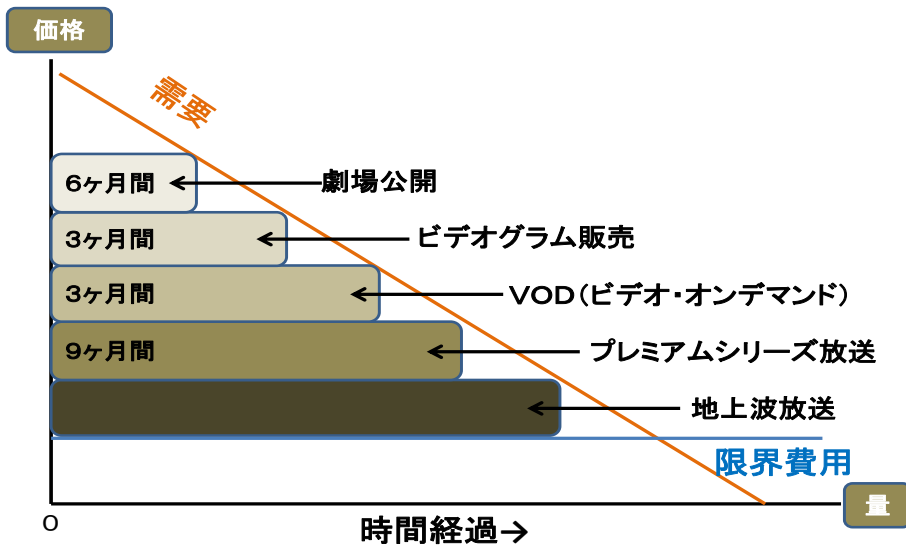 価格
需要
6ヶ月間
劇場公開
3ヶ月間
ビデオグラム販売
3ヶ月間
VOD(ビデオ・オンデマンド)
9ヶ月間
プレミアムシリーズ放送
地上波放送
限界費用
量
0
時間経過→